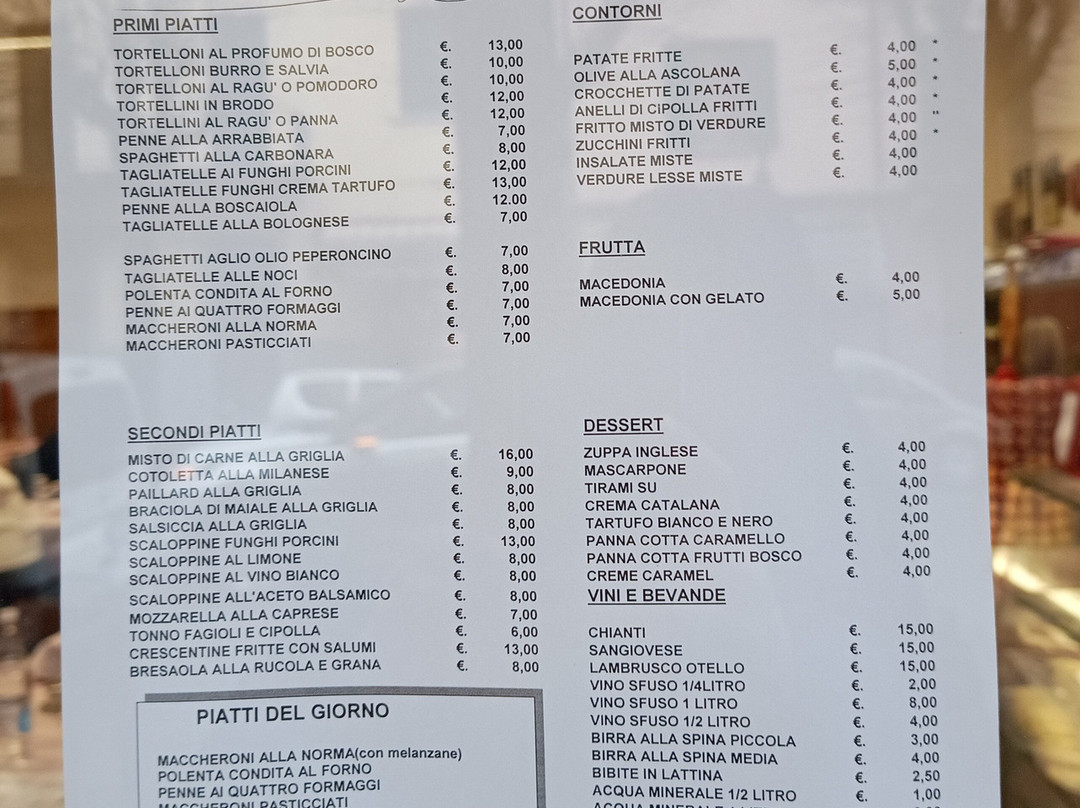 PRIMI PIATTI
TORTELLONI AL PROFUMO DI BOSCO €. 13,00
TORTELLONI BURRO E SALVIA €. 10,00
TORTELLONI AL RAGU' O POMODORO €. 10,00
TORTELLINI IN BRODO €. 12,00
TORTELLINI AL RAGU' O PANNA €. 12,00
PENNE ALLA ARRABBIATA €. 7,00
SPAGHETTI ALLA CARBONARA €. 8,00
TAGLIATELLE AI FUNGHI PORCINI €. 12,00
TAGLIATELLE FUNGHI CREMA TARTUFO €. 13,00
PENNE ALLA BOSCAIOLA €. 12.00
TAGLIATELLE ALLA BOLOGNESE €. 7,00
SPAGHETTI AGLIO OLIO PEPERONCINO €. 7,00
TAGLIATELLE ALLE NOCI €. 8,00
POLENTA CONDITA AL FORNO €. 7,00
PENNE AI QUATTRO FORMAGGI €. 7,00
MACCHERONI ALLA NORMA €. 7,00
MACCHERONI PASTICCIATI €. 7,00
SECONDI PIATTI
MISTO DI CARNE ALLA GRIGLIA €. 16,00
COTOLETTA ALLA MILANESE €. 9,00
PAILLARD ALLA GRIGLIA €. 8,00
BRACIOLA DI MAIALE ALLA GRIGLIA €. 8,00
SALSICCIA ALLA GRIGLIA €. 8,00
SCALOPPINE FUNGHI PORCINI €. 13,00
SCALOPPINE AL LIMONE €. 8,00
SCALOPPINE AL VINO BIANCO €. 8,00
SCALOPPINE ALL'ACETO BALSAMICO €. 8,00
MOZZARELLA ALLA CAPRESE €. 7,00
TONNO FAGIOLI E CIPOLLA €. 6,00
CRESCENTINE FRITTE CON SALUMI €. 13,00
BRESAOLA ALLA RUCOLA E GRANA €. 8,00
PIATTI DEL GIORNO
MACCHERONI ALLA NORMA(con melanzane)
POLENTA CONDITA AL FORNO
PENNE AI QUATTRO FORMAGGI
MACCHERONI PASTICCIATI
CONTORNI
PATATE FRITTE €. 4,00 *
OLIVE ALLA ASCOLANA €. 5,00 *
CROCCHETTE DI PATATE €. 4,00 *
ANELLI DI CIPOLLA FRITTI €. 4,00 *
FRITTO MISTO DI VERDURE €. 4,00 "
ZUCCHINI FRITTI €. 4,00 *
INSALATE MISTE €. 4,00
VERDURE LESSE MISTE €. 4,00
FRUTTA
MACEDONIA €. 4,00
MACEDONIA CON GELATO €. 5,00
DESSERT
ZUPPA INGLESE €. 4,00
MASCARPONE €. 4,00
TIRAMI SU €. 4,00
CREMA CATALANA €. 4,00
TARTUFO BIANCO E NERO €. 4,00
PANNA COTTA CARAMELLO €. 4,00
PANNA COTTA FRUTTI BOSCO €. 4,00
CREME CARAMEL €. 4,00
VINI E BEVANDE
CHIANTI €. 15,00
SANGIOVESE €. 15,00
LAMBRUSCO OTELLO €. 15,00
VINO SFUSO 1/4LITRO €. 2,00
VINO SFUSO 1 LITRO €. 8,00
VINO SFUSO 1/2 LITRO €. 4,00
BIRRA ALLA SPINA PICCOLA €. 3,00
BIRRA ALLA SPINA MEDIA €. 4,00
BIBITE IN LATTINA €. 2,50
ACQUA MINERALE 1/2 LITRO €. 1,00
ACQUA MINERALE